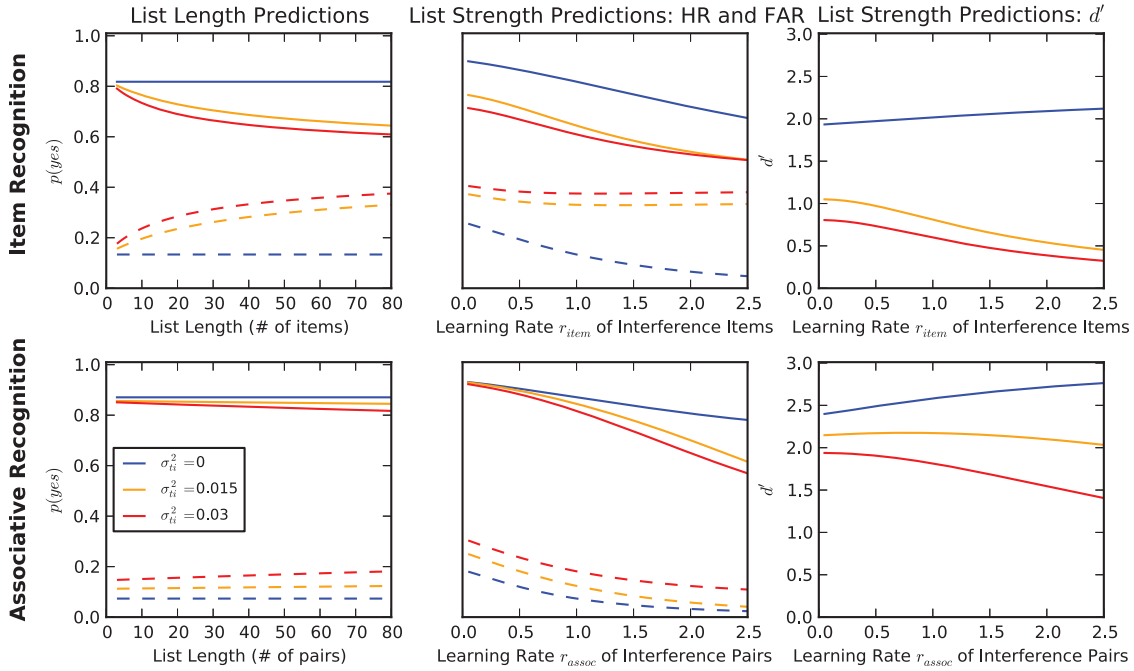 List Length Predictions
List Strength Predictions: HR and FAR
List Strength Predictions: d′
Item Recognition
p(yes)
1.0
0.8
0.6
0.4
0.2
0.0
0 10 20 30 40 50 60 70 80
List Length (# of items)
0.0 0.5 1.0 1.5 2.0 2.5
Learning Rate r_item of Interference Items
d′
3.0
2.5
2.0
1.5
1.0
0.5
0.0
0.0 0.5 1.0 1.5 2.0 2.5
Learning Rate r_item of Interference Items
Associative Recognition
p(yes)
1.0
0.8
0.6
0.4
0.2
0.0
σ²_ti = 0
σ²_ti = 0.015
σ²_ti = 0.03
0 10 20 30 40 50 60 70 80
List Length (# of pairs)
0.0 0.5 1.0 1.5 2.0 2.5
Learning Rate r_assoc of Interference Pairs
d′
3.0
2.5
2.0
1.5
1.0
0.5
0.0
0.0 0.5 1.0 1.5 2.0 2.5
Learning Rate r_assoc of Interference Pairs